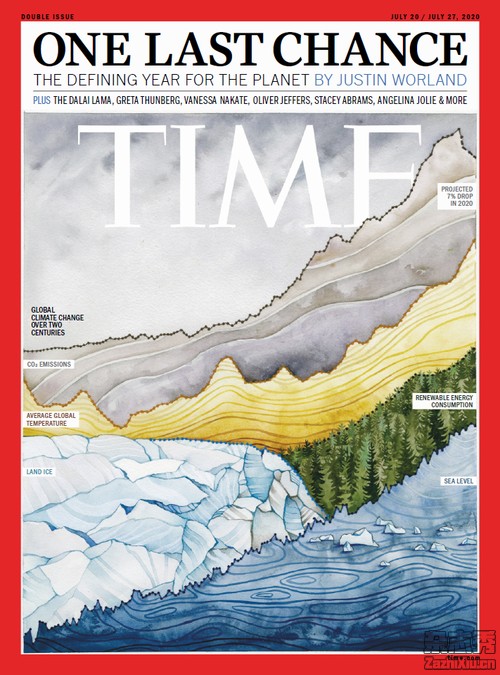 DOUBLE ISSUE
JULY 20 / JULY 27, 2020
ONE LAST CHANCE
THE DEFINING YEAR FOR THE PLANET BY JUSTIN WORLAND
PLUS THE DALAI LAMA, GRETA THUNBERG, VANESSA NAKATE, OLIVER JEFFERS, STACEY ABRAMS, ANGELINA JOLIE & MORE
TIME
PROJECTED
7% DROP
IN 2020
GLOBAL
CLIMATE CHANGE
OVER TWO
CENTURIES
CO₂ EMISSIONS
RENEWABLE ENERGY
CONSUMPTION
AVERAGE GLOBAL
TEMPERATURE
LAND ICE
SEA LEVEL
Zazhixiu.cn